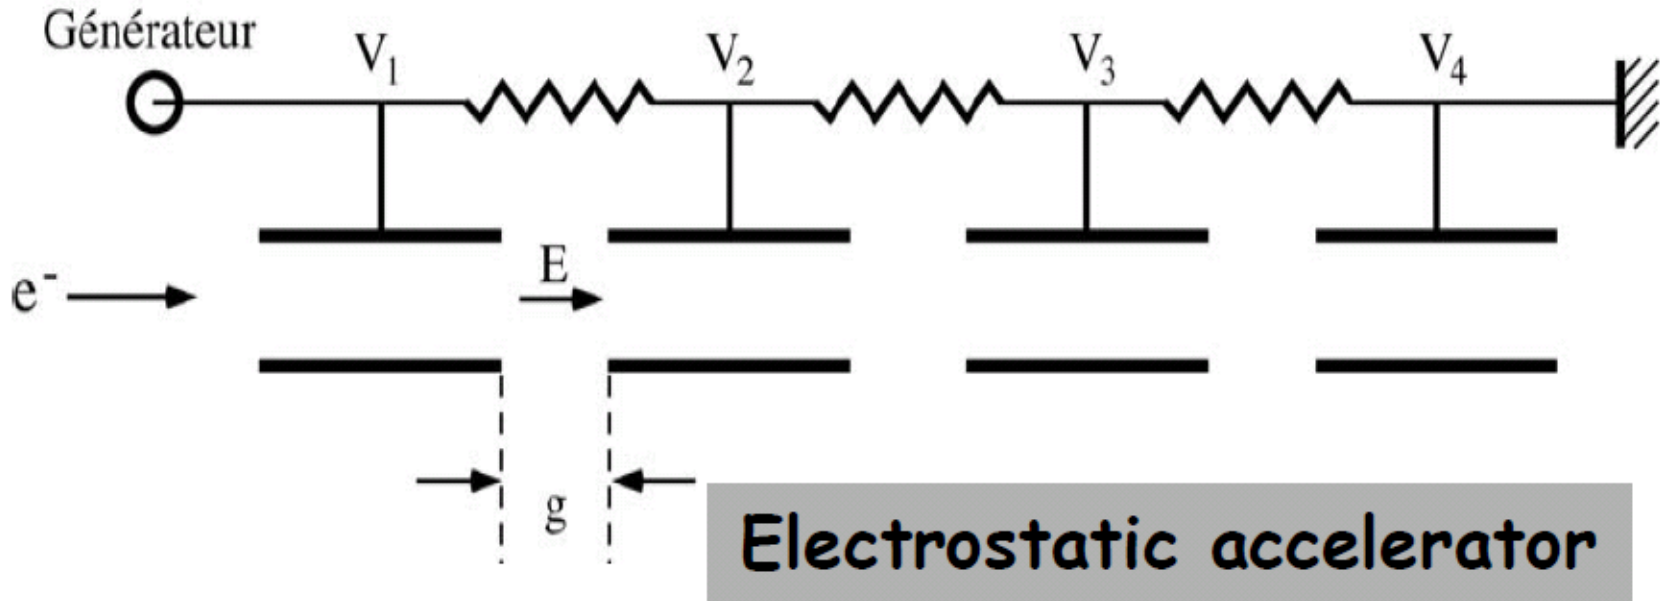 Générateur
V₁ V₂ V₃ V₄
E
e⁻
g
Electrostatic accelerator